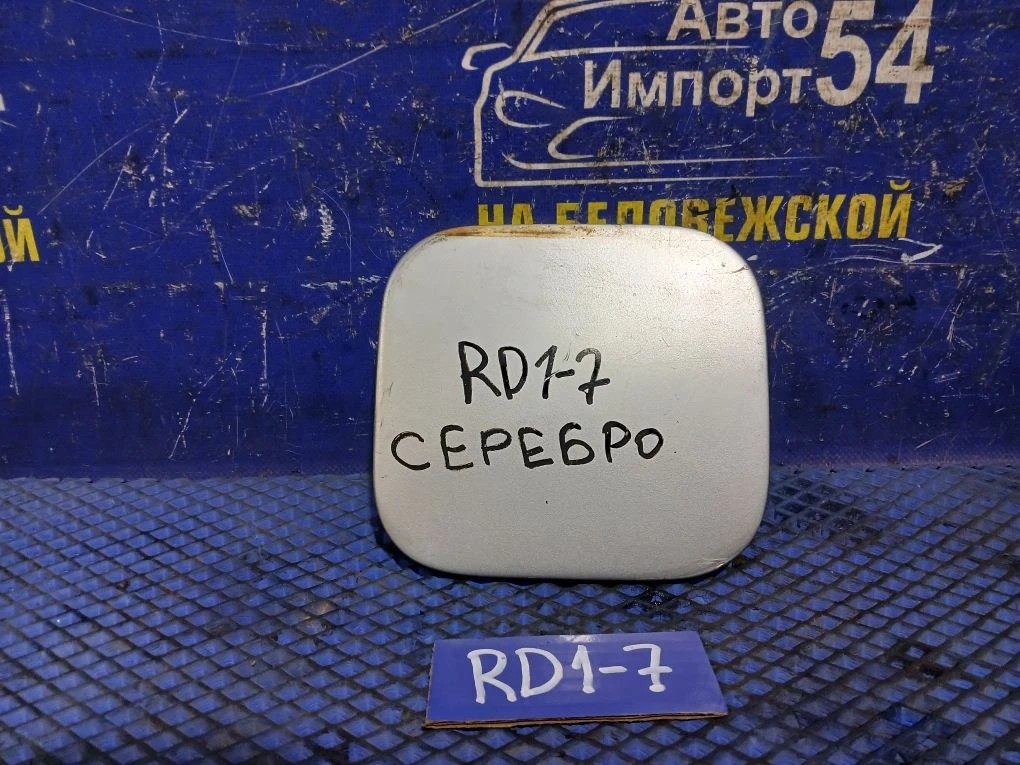 Авто
Импорт54
НА БЕЛОВЕЖСКОЙ
Й
RD1-7
СЕРЕБРО
RD1-7